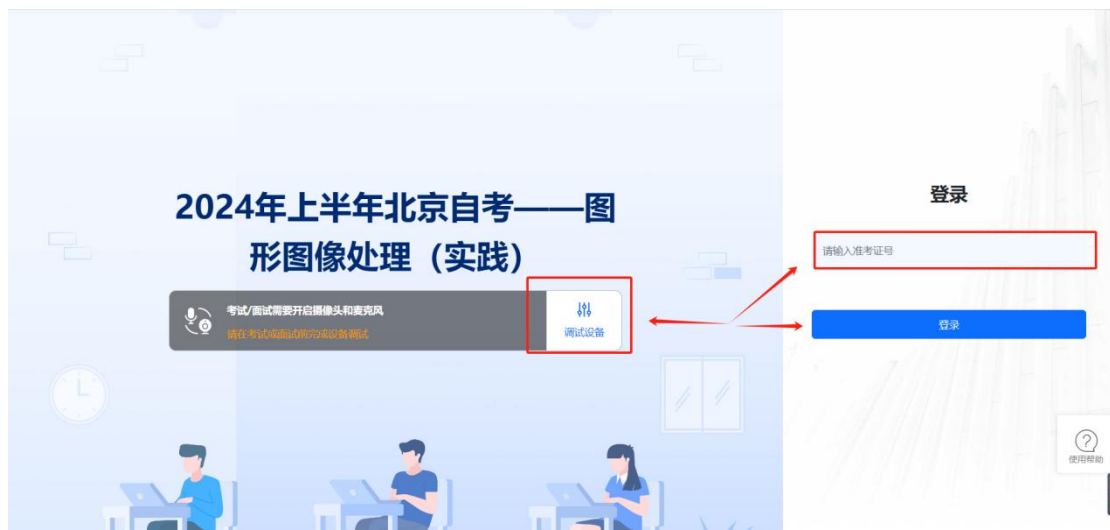 2024年上半年北京自考——图
形图像处理（实践）
考试/面试需要开启摄像头和麦克风
请在考试或面试前完成设备调试
调试设备
登录
请输入准考证号
登录
使用帮助